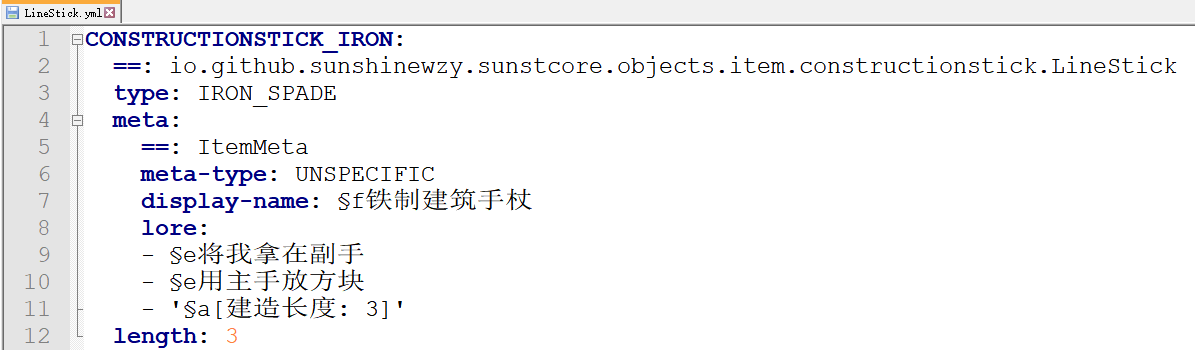 LineStick.yml
1 CONSTRUCTIONSTICK_IRON:
2   ==: io.github.sunshinewzy.sunstcore.objects.item.constructionstick.LineStick
3   type: IRON_SPADE
4   meta:
5     ==: ItemMeta
6     meta-type: UNSPECIFIC
7     display-name: §f铁制建筑手杖
8     lore:
9     - §e将我拿在副手
10     - §e用主手放方块
11     - '§a[建造长度: 3]'
12   length: 3